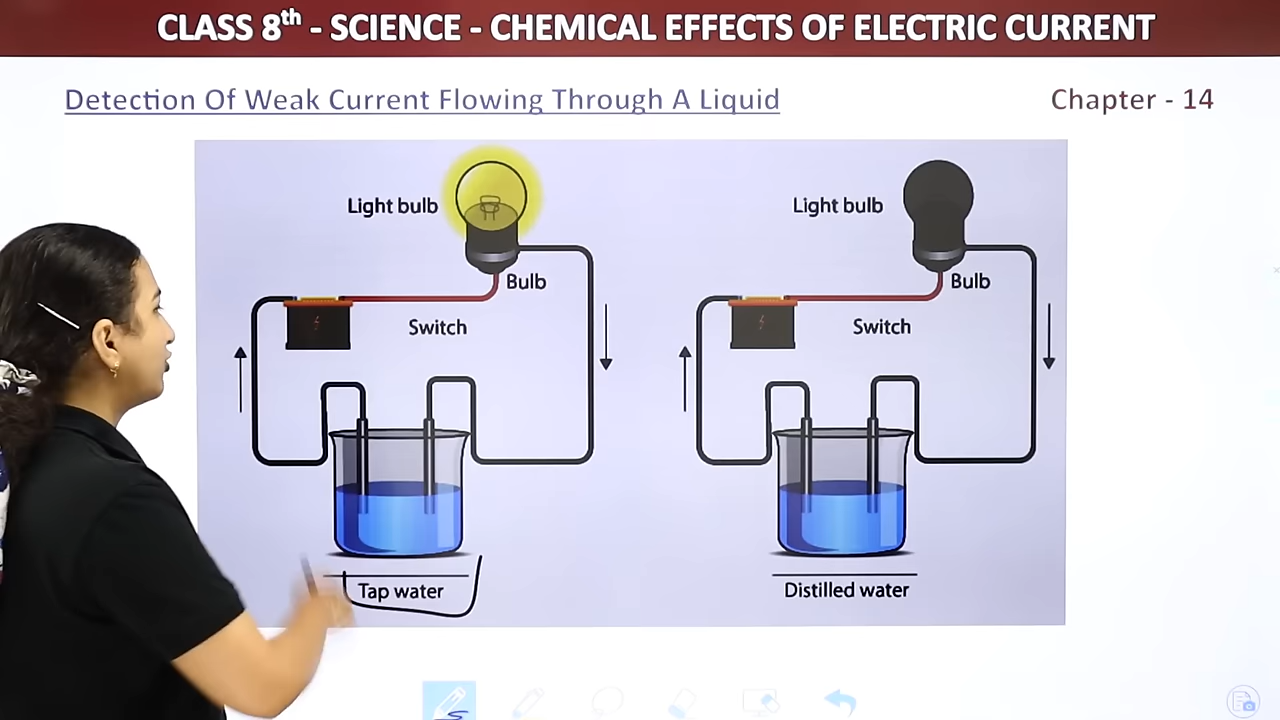 CLASS 8th - SCIENCE - CHEMICAL EFFECTS OF ELECTRIC CURRENT
Detection Of Weak Current Flowing Through A Liquid
Chapter - 14
Light bulb
Bulb
Switch
Tap water
Light bulb
Bulb
Switch
Distilled water